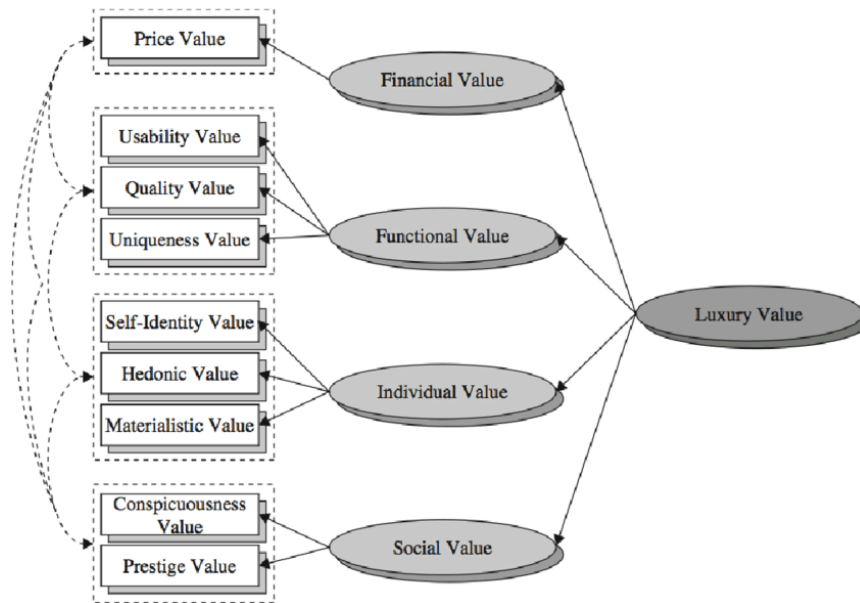 Price Value
Financial Value
Usability Value
Quality Value
Uniqueness Value
Functional Value
Luxury Value
Self-Identity Value
Hedonic Value
Materialistic Value
Individual Value
Conspicuousness
Value
Prestige Value
Social Value